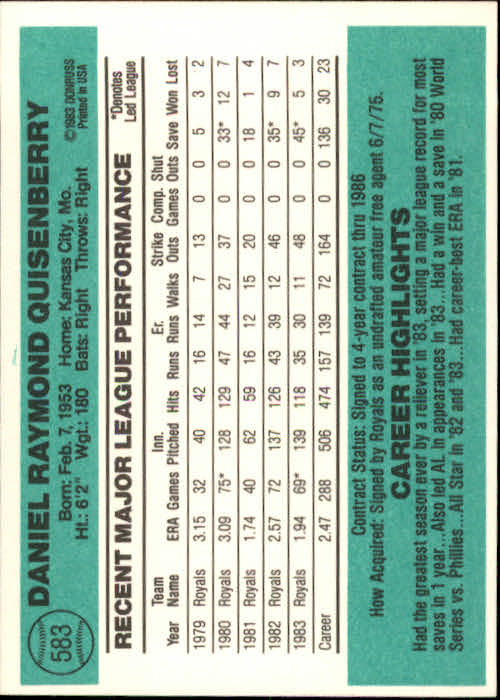 583
DANIEL RAYMOND QUISENBERRY
Born: Feb. 7, 1953 Home: Kansas City, Mo. ©1983 DONRUSS
Ht.: 6'2" Wgt.: 180 Bats: Right Throws: Right Printed in USA
RECENT MAJOR LEAGUE PERFORMANCE *Denotes Led League
Team Inn. Er. Strike Comp. Shut
Year Name ERA Games Pitched Hits Runs Runs Walks Outs Games Outs Save Won Lost
1979 Royals 3.15 32 40 42 16 14 7 13 0 0 5 3 2
1980 Royals 3.09 75* 128 129 47 44 27 37 0 0 33* 12 7
1981 Royals 1.74 40 62 59 16 12 15 20 0 0 18 1 4
1982 Royals 2.57 72 137 126 43 39 12 46 0 0 35* 9 7
1983 Royals 1.94 69* 139 118 35 30 11 48 0 0 45* 5 3
Career 2.47 288 506 474 157 139 72 164 0 0 136 30 23
Contract Status: Signed to 4-year contract thru 1986
How Acquired: Signed by Royals as an undrafted amateur free agent 6/7/75.
CAREER HIGHLIGHTS
Had the greatest season ever by a reliever in '83, setting a major league record for most
saves in 1 year...Also led AL in appearances in '83...Had a win and a save in '80 World
Series vs. Phillies...All Star in '82 and '83...Had career-best ERA in '81.